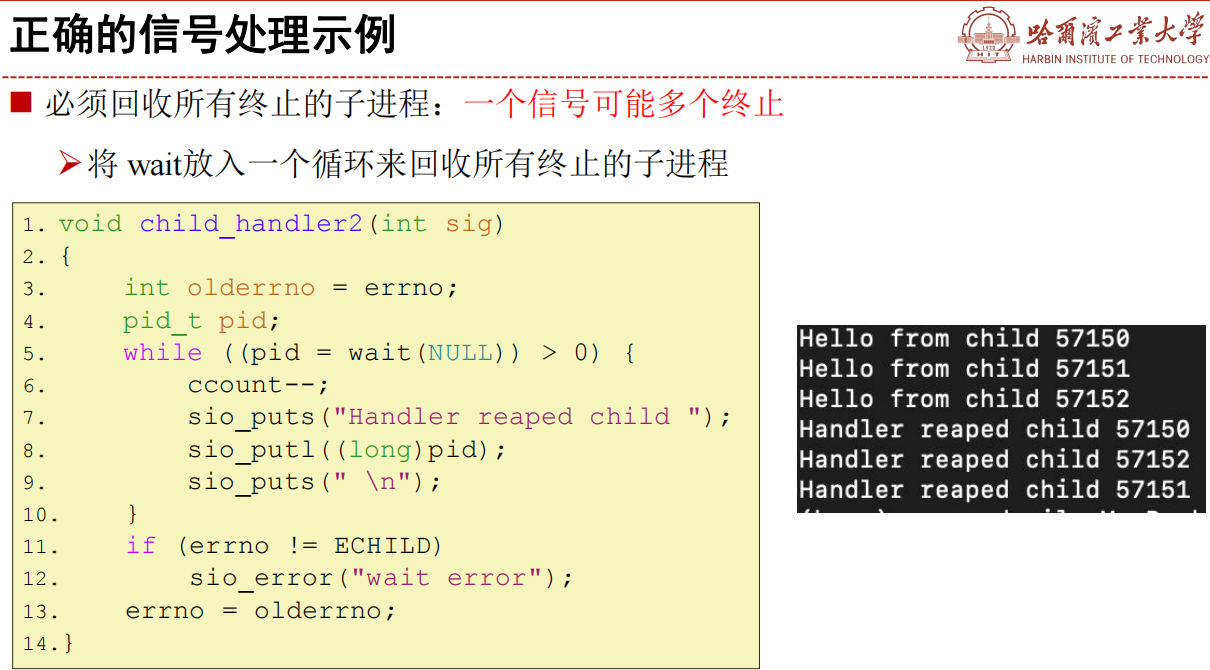 正确的信号处理示例
哈爾濱工業大學
HARBIN INSTITUTE OF TECHNOLOGY
1920
HIT
必须回收所有终止的子进程：一个信号可能多个终止
将 wait放入一个循环来回收所有终止的子进程
1. void child_handler2(int sig)
2. {
3.     int olderrno = errno;
4.     pid_t pid;
5.     while ((pid = wait(NULL)) > 0) {
6.         ccount--;
7.         sio_puts("Handler reaped child ");
8.         sio_putl((long)pid);
9.         sio_puts(" \n");
10.     }
11.     if (errno != ECHILD)
12.         sio_error("wait error");
13.     errno = olderrno;
14.}
Hello from child 57150
Hello from child 57151
Hello from child 57152
Handler reaped child 57150
Handler reaped child 57152
Handler reaped child 57151